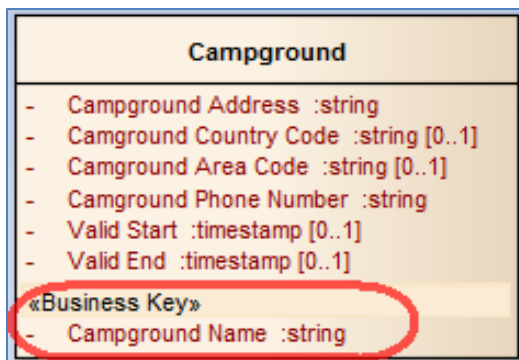 Campground
- Campground Address :string
- Camground Country Code :string [0..1]
- Camground Area Code :string [0..1]
- Camground Phone Number :string
- Valid Start :timestamp [0..1]
- Valid End :timestamp [0..1]
«Business Key»
- Campground Name :string